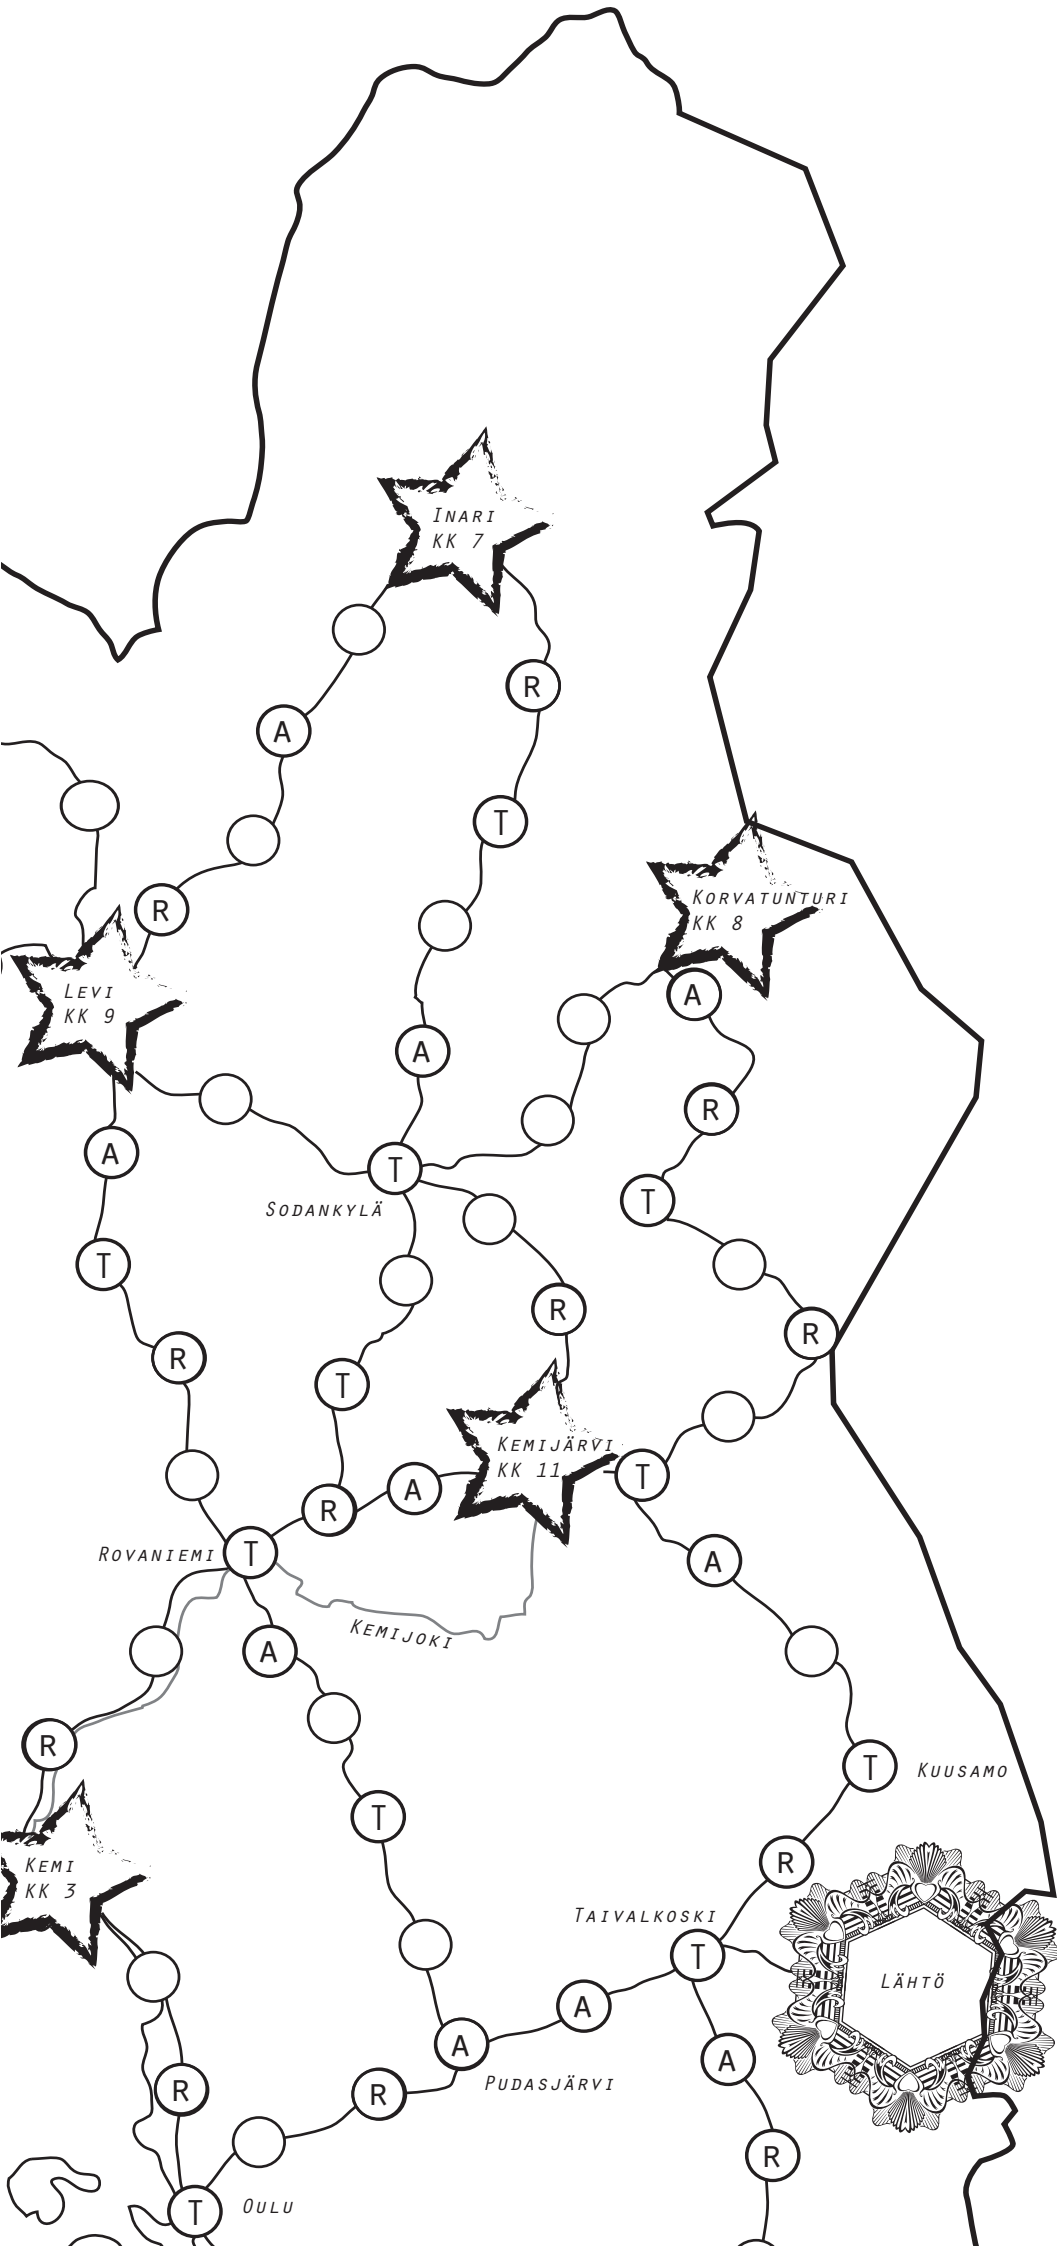 INARI
KK 7
R
A
T
KORVATUNTURI
KK 8
R
LEVI
KK 9
A
A
R
A
T
SODANKYLÄ
T
T
R
R
R
T
KEMIJÄRVI
KK 11
T
A
R
ROVANIEMI
T
A
KEMIJOKI
A
R
T
KUUSAMO
T
R
KEMI
KK 3
TAIVALKOSKI
T
LÄHTÖ
A
A
PUDASJÄRVI
A
R
R
R
T
OULU